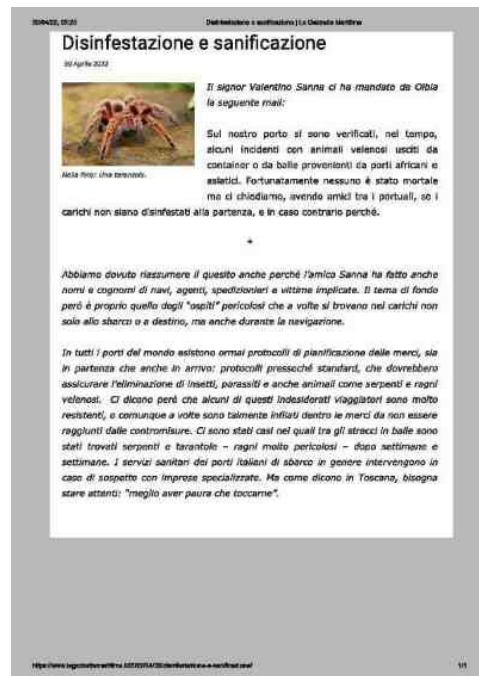 Disinfestazione e sanificazione | La Gazzetta Marittima
Disinfestazione e sanificazione
30 Aprile 2022
Il signor Valentino Sanna ci ha mandato da Olbia
la seguente mail:
Sul nostro porto si sono verificati, nel tempo,
alcuni incidenti con animali velenosi usciti da
container o da balle provenienti da porti africani e
asiatici. Fortunatamente nessuno è stato mortale
ma ci chiediamo, avendo amici tra i portuali, se i
carichi non siano disinfestati alla partenza, e in caso contrario perché.
Nella foto: Una tarantola.
*
Abbiamo dovuto riassumere il quesito anche perché l'amico Sanna ha fatto anche
nomi e cognomi di navi, agenti, spedizionieri e vittime implicate. Il tema di fondo
però è proprio quello degli "ospiti" pericolosi che a volte si trovano nei carichi non
solo allo sbarco o a destino, ma anche durante la navigazione.
In tutti i porti del mondo esistono ormai protocolli di pianificazione delle merci, sia
in partenza che anche in arrivo: protocolli pressoché standard, che dovrebbero
assicurare l'eliminazione di insetti, parassiti e anche animali come serpenti e ragni
velenosi. Ci dicono però che alcuni di questi indesiderati viaggiatori sono molto
resistenti, e comunque a volte sono talmente infilati dentro le merci da non essere
raggiunti dalle contromisure. Ci sono stati casi nei quali tra gli stracci in balle sono
stati trovati serpenti e tarantole – ragni molto pericolosi – dopo settimane e
settimane. I servizi sanitari dei porti italiani di sbarco in genere intervengono in
caso di sospetto con imprese specializzate. Ma come dicono in Toscana, bisogna
stare attenti: "meglio aver paura che toccarne".
1/1